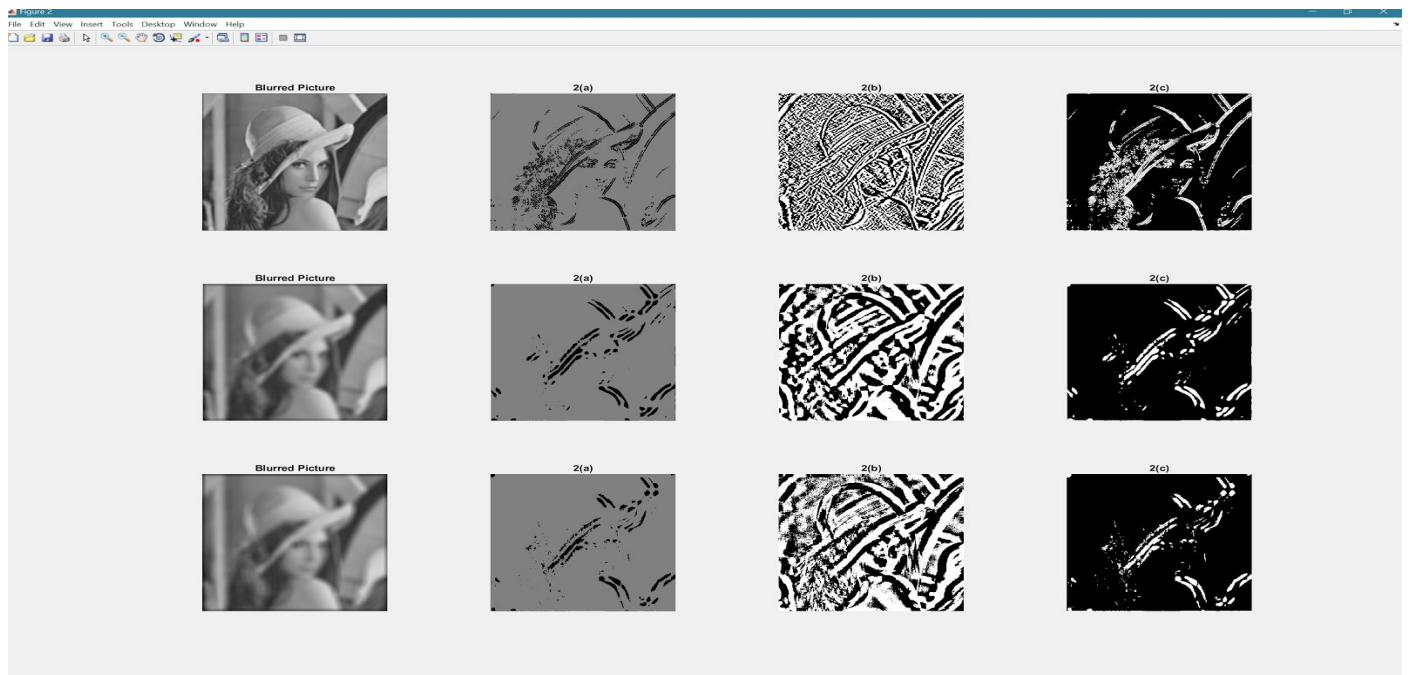 Figure 2
File Edit View Insert Tools Desktop Window Help
Blurred Picture 2(a) 2(b) 2(c)
Blurred Picture 2(a) 2(b) 2(c)
Blurred Picture 2(a) 2(b) 2(c)